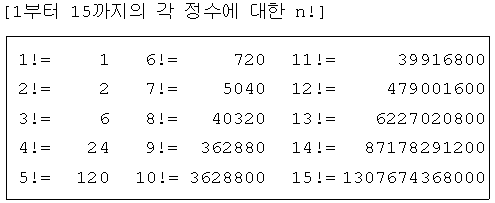 [1부터 15까지의 각 정수에 대한 n!]
1!= 1 6!= 720 11!= 39916800
2!= 2 7!= 5040 12!= 479001600
3!= 6 8!= 40320 13!= 6227020800
4!= 24 9!= 362880 14!= 87178291200
5!= 120 10!= 3628800 15!= 1307674368000